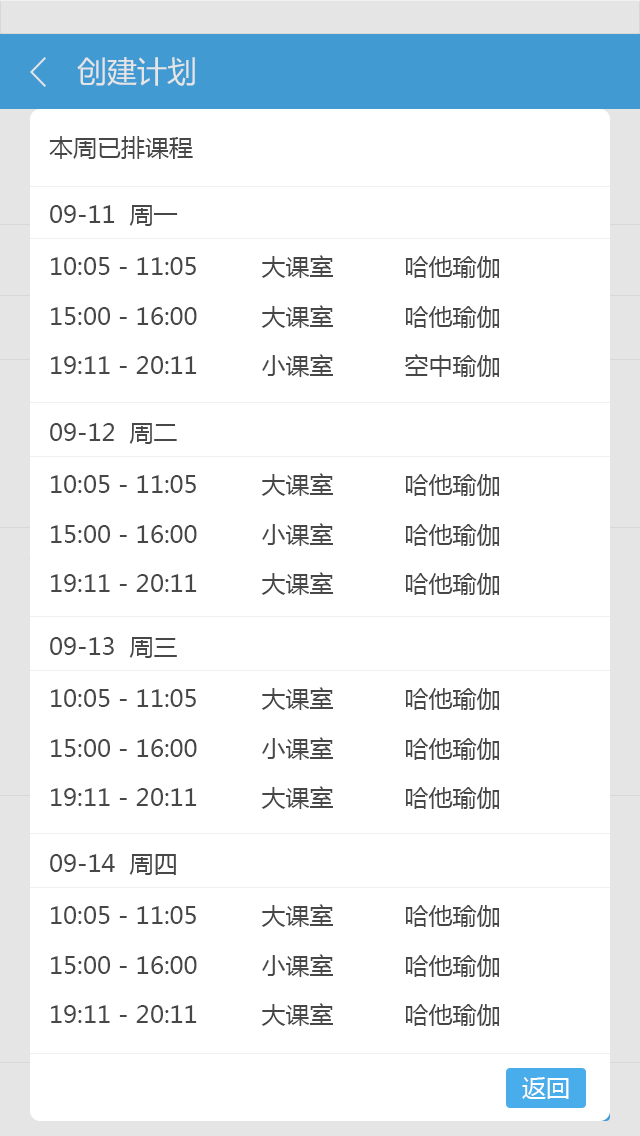 创建计划
本周已排课程
09-11 周一
10:05 - 11:05 大课室 哈他瑜伽
15:00 - 16:00 大课室 哈他瑜伽
19:11 - 20:11 小课室 空中瑜伽
09-12 周二
10:05 - 11:05 大课室 哈他瑜伽
15:00 - 16:00 小课室 哈他瑜伽
19:11 - 20:11 大课室 哈他瑜伽
09-13 周三
10:05 - 11:05 大课室 哈他瑜伽
15:00 - 16:00 小课室 哈他瑜伽
19:11 - 20:11 大课室 哈他瑜伽
09-14 周四
10:05 - 11:05 大课室 哈他瑜伽
15:00 - 16:00 小课室 哈他瑜伽
19:11 - 20:11 大课室 哈他瑜伽
返回